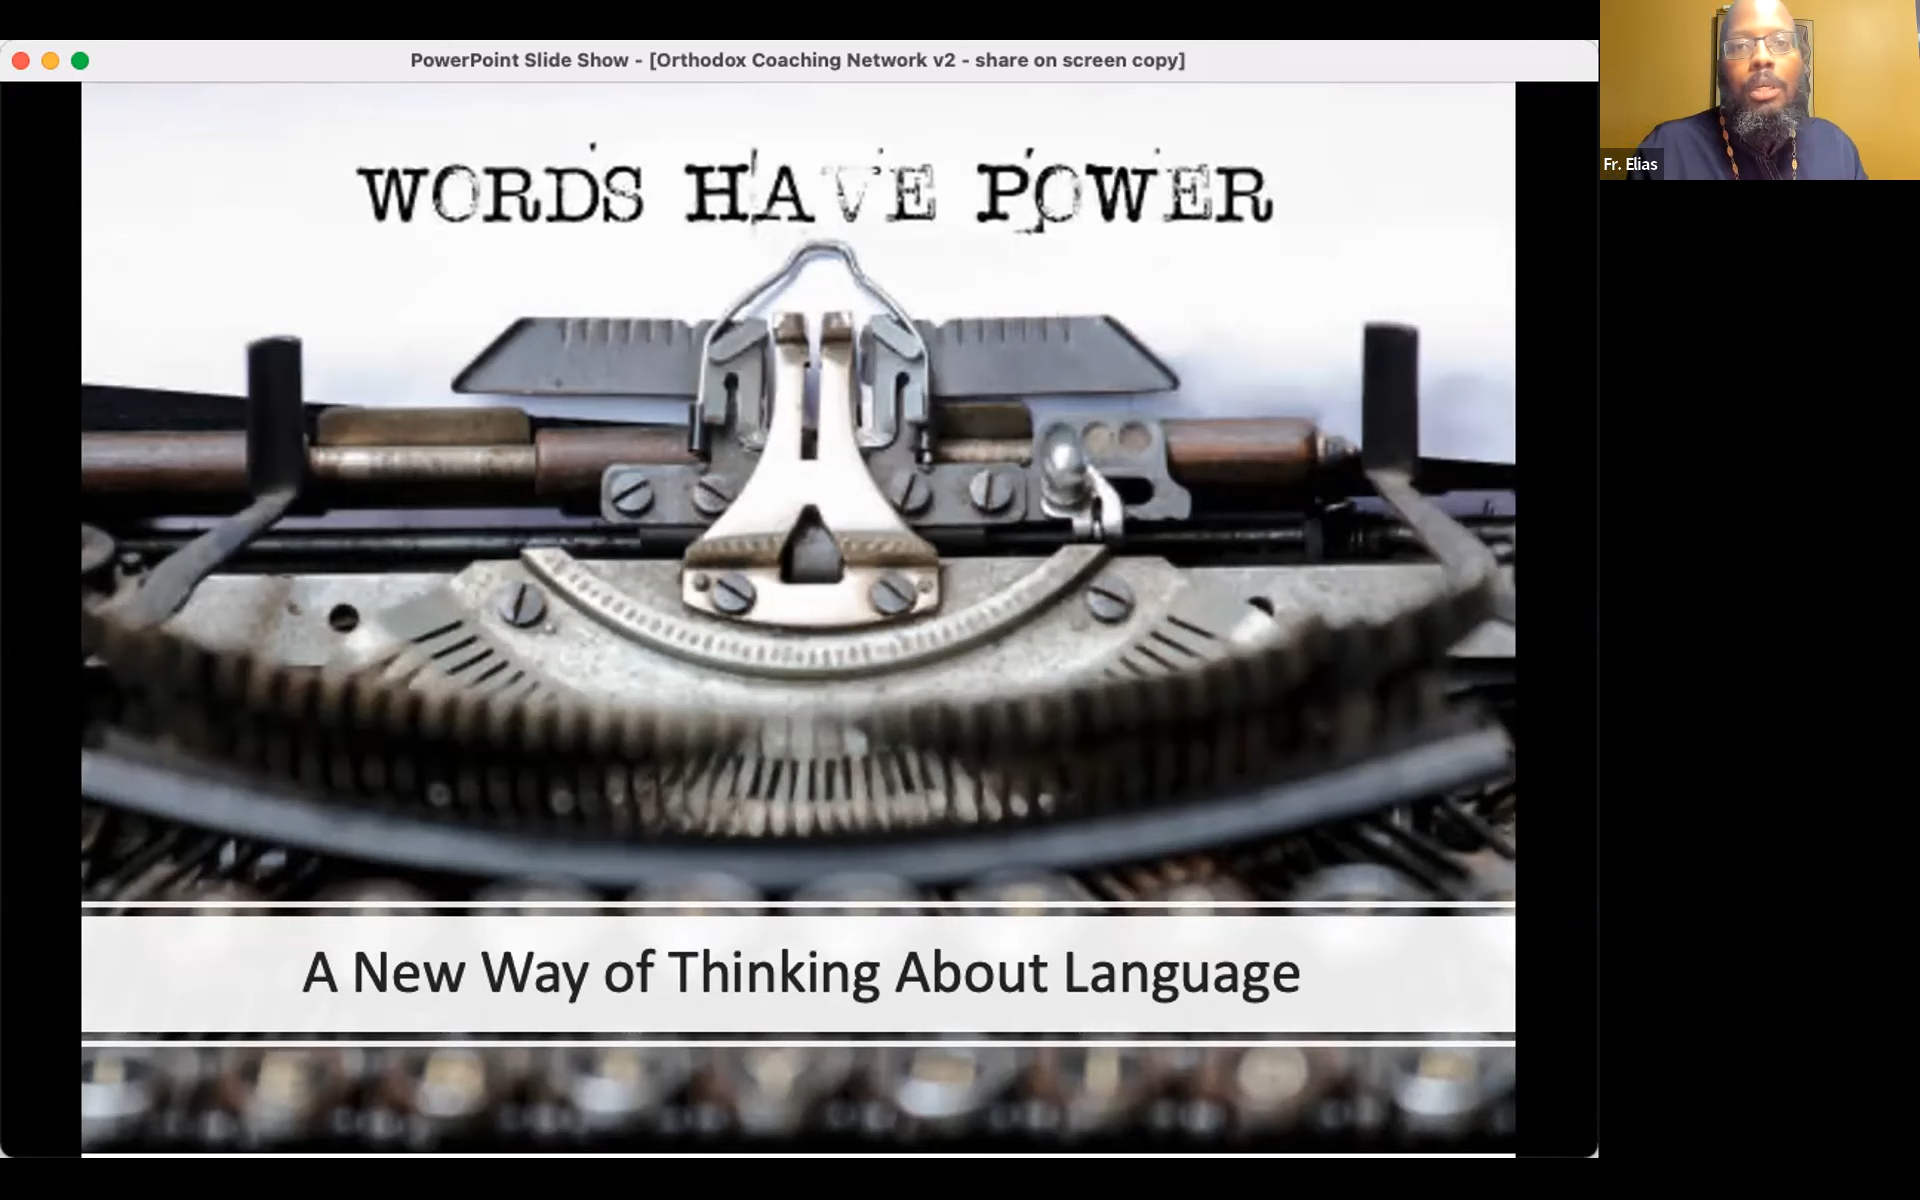 PowerPoint Slide Show - [Orthodox Coaching Network v2 - share on screen copy]
Fr. Elias
WORDS HAVE POWER
A New Way of Thinking About Language